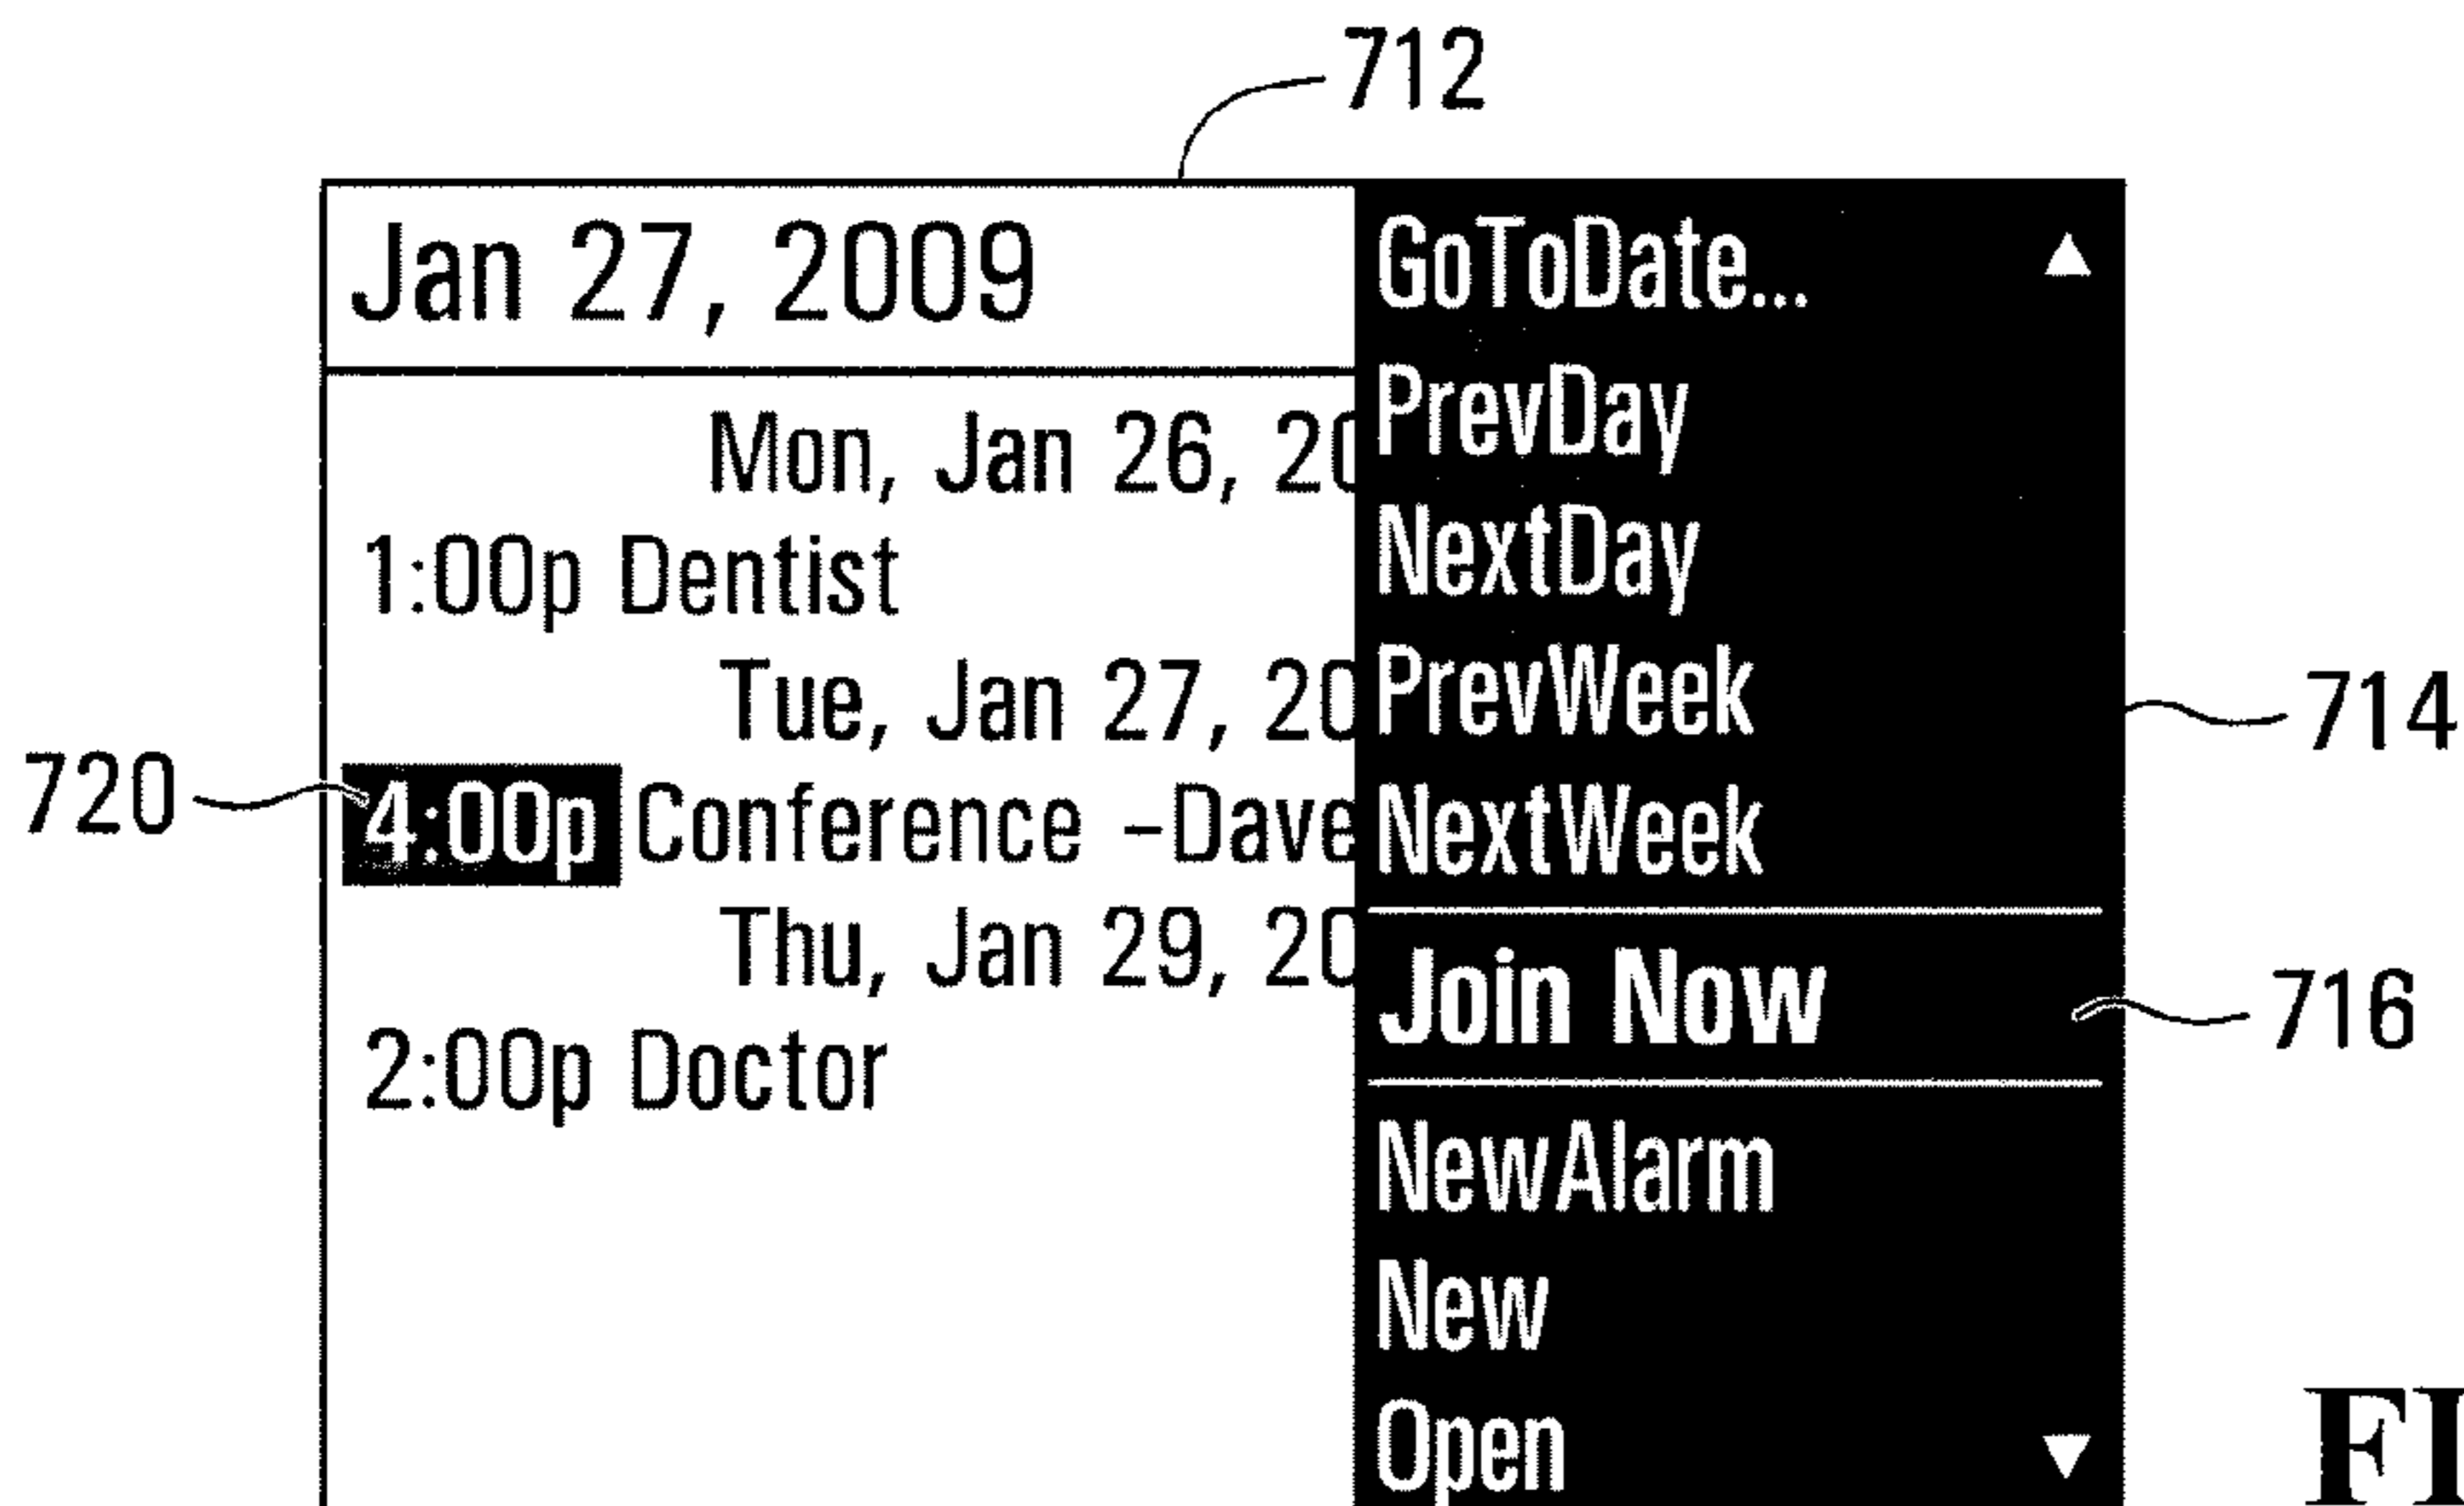 712
Jan 27, 2009
Mon, Jan 26, 20
1:00p Dentist
Tue, Jan 27, 20
720
4:00p Conference -Dave
Thu, Jan 29, 20
2:00p Doctor
GoToDate...
PrevDay
NextDay
PrevWeek
714
NextWeek
Join Now
716
NewAlarm
New
Open